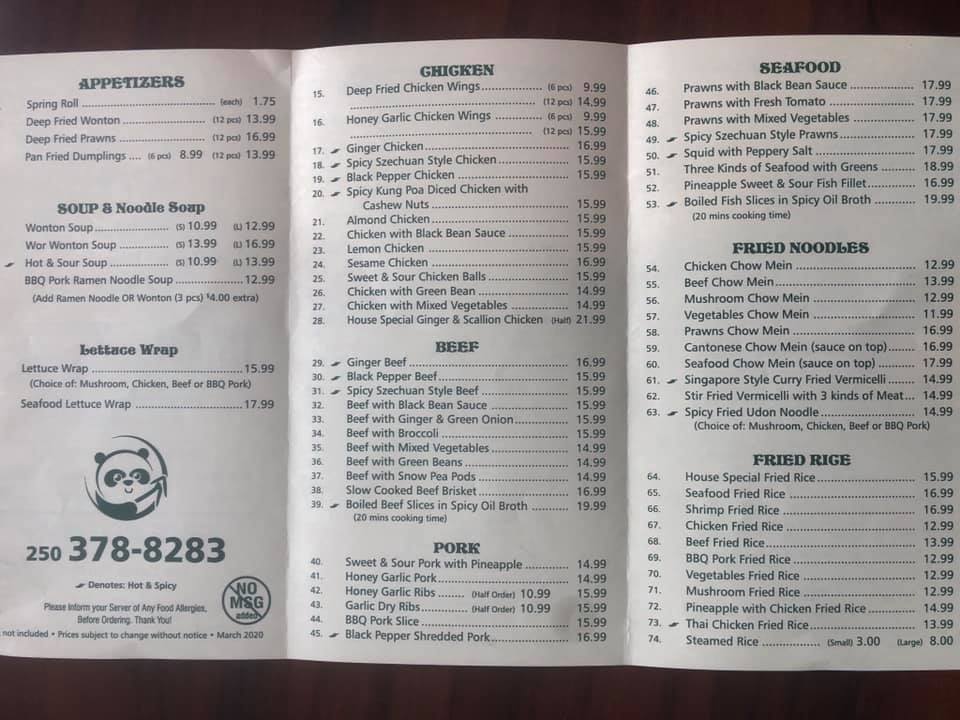 APPETIZERS
Spring Roll ........ (each) 1.75
Deep Fried Wonton ........ (12 pcs) 13.99
Deep Fried Prawns ........ (12 pcs) 16.99
Pan Fried Dumplings .... (6 pcs) 8.99 (12 pcs) 13.99
SOUP & Noodle Soup
Wonton Soup ........ (S) 10.99 (L) 12.99
Wor Wonton Soup ........ (S) 13.99 (L) 16.99
Hot & Sour Soup ........ (S) 10.99 (L) 13.99
BBQ Pork Ramen Noodle Soup ........ 12.99
(Add Ramen Noodle OR Wonton (3 pcs) $4.00 extra)
Lettuce Wrap
Lettuce Wrap ........ 15.99
(Choice of: Mushroom, Chicken, Beef or BBQ Pork)
Seafood Lettuce Wrap ........ 17.99
250 378-8283
Denotes: Hot & Spicy
NO MSG added
Please Inform your Server of Any Food Allergies,
Before Ordering. Thank You!
not included • Prices subject to change without notice • March 2020
CHICKEN
15. Deep Fried Chicken Wings ........ (6 pcs) 9.99
........ (12 pcs) 14.99
16. Honey Garlic Chicken Wings ........ (6 pcs) 9.99
........ (12 pcs) 15.99
17. Ginger Chicken ........ 16.99
18. Spicy Szechuan Style Chicken ........ 15.99
19. Black Pepper Chicken ........ 15.99
20. Spicy Kung Poa Diced Chicken with
Cashew Nuts ........ 15.99
21. Almond Chicken ........ 15.99
22. Chicken with Black Bean Sauce ........ 15.99
23. Lemon Chicken ........ 15.99
24. Sesame Chicken ........ 16.99
25. Sweet & Sour Chicken Balls ........ 15.99
26. Chicken with Green Bean ........ 14.99
27. Chicken with Mixed Vegetables ........ 14.99
28. House Special Ginger & Scallion Chicken (Half) 21.99
BEEF
29. Ginger Beef ........ 16.99
30. Black Pepper Beef ........ 15.99
31. Spicy Szechuan Style Beef ........ 15.99
32. Beef with Black Bean Sauce ........ 15.99
33. Beef with Ginger & Green Onion ........ 15.99
34. Beef with Broccoli ........ 15.99
35. Beef with Mixed Vegetables ........ 14.99
36. Beef with Green Beans ........ 14.99
37. Beef with Snow Pea Pods ........ 14.99
38. Slow Cooked Beef Brisket ........ 16.99
39. Boiled Beef Slices in Spicy Oil Broth ........ 19.99
(20 mins cooking time)
PORK
40. Sweet & Sour Pork with Pineapple ........ 14.99
41. Honey Garlic Pork ........ 14.99
42. Honey Garlic Ribs ...... (Half Order) 10.99 15.99
43. Garlic Dry Ribs ........ (Half Order) 10.99 15.99
44. BBQ Pork Slice ........ 15.99
45. Black Pepper Shredded Pork ........ 16.99
SEAFOOD
46. Prawns with Black Bean Sauce ........ 17.99
47. Prawns with Fresh Tomato ........ 17.99
48. Prawns with Mixed Vegetables ........ 17.99
49. Spicy Szechuan Style Prawns ........ 17.99
50. Squid with Peppery Salt ........ 17.99
51. Three Kinds of Seafood with Greens ........ 18.99
52. Pineapple Sweet & Sour Fish Fillet ........ 16.99
53. Boiled Fish Slices in Spicy Oil Broth ........ 19.99
(20 mins cooking time)
FRIED NOODLES
54. Chicken Chow Mein ........ 12.99
55. Beef Chow Mein ........ 13.99
56. Mushroom Chow Mein ........ 12.99
57. Vegetables Chow Mein ........ 11.99
58. Prawns Chow Mein ........ 16.99
59. Cantonese Chow Mein (sauce on top) ........ 16.99
60. Seafood Chow Mein (sauce on top) ........ 17.99
61. Singapore Style Curry Fried Vermicelli ........ 14.99
62. Stir Fried Vermicelli with 3 kinds of Meat ... 14.99
63. Spicy Fried Udon Noodle ........ 14.99
(Choice of: Mushroom, Chicken, Beef or BBQ Pork)
FRIED RICE
64. House Special Fried Rice ........ 15.99
65. Seafood Fried Rice ........ 16.99
66. Shrimp Fried Rice ........ 16.99
67. Chicken Fried Rice ........ 12.99
68. Beef Fried Rice ........ 13.99
69. BBQ Pork Fried Rice ........ 12.99
70. Vegetables Fried Rice ........ 12.99
71. Mushroom Fried Rice ........ 12.99
72. Pineapple with Chicken Fried Rice ........ 14.99
73. Thai Chicken Fried Rice ........ 13.99
74. Steamed Rice ........ (Small) 3.00 (Large) 8.00